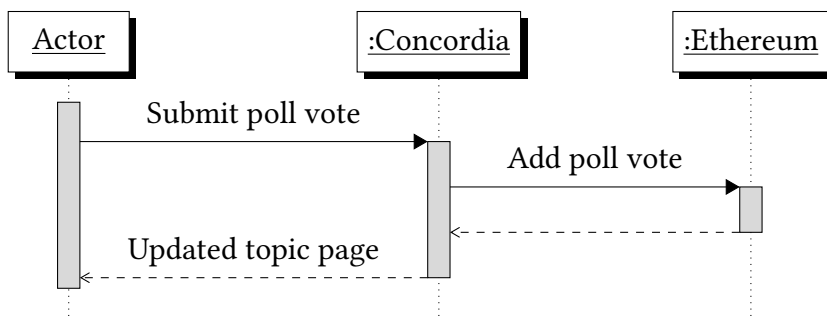 Actor
:Concordia
:Ethereum
Submit poll vote
Add poll vote
Updated topic page